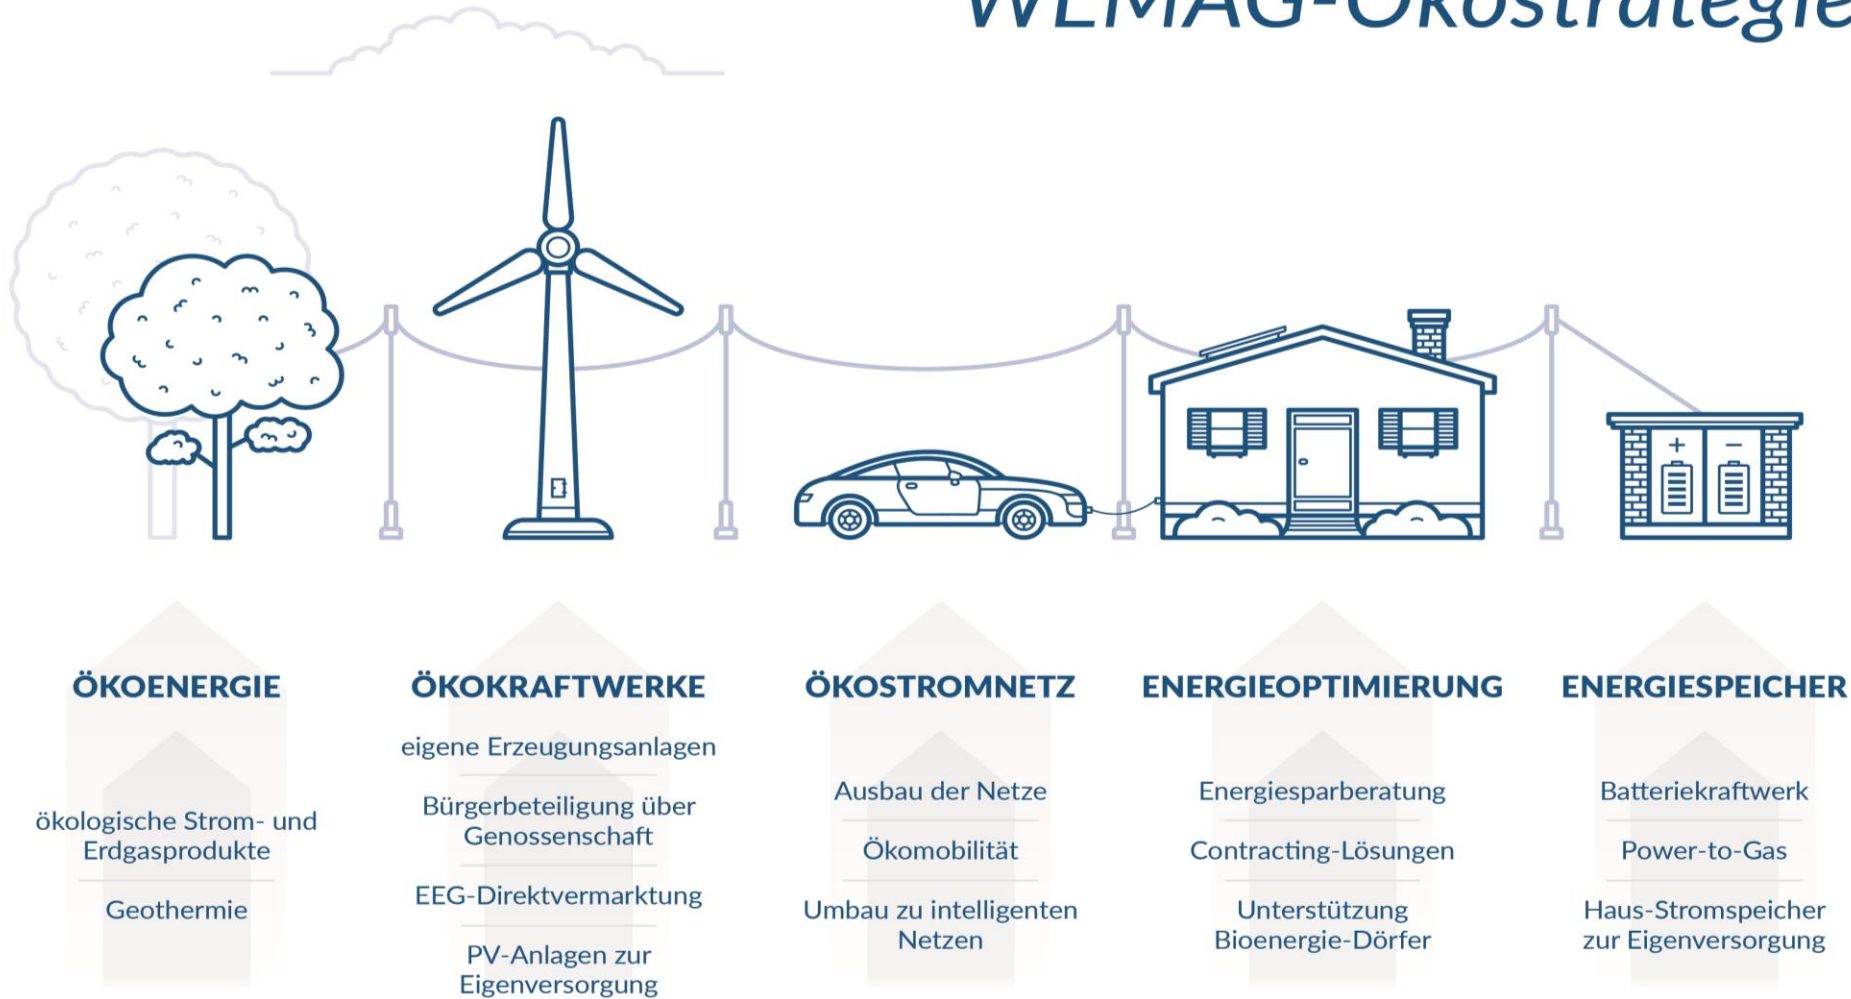 WEMAG-Ökostrategie
+ −
ÖKOENERGIE
ökologische Strom- und
Erdgasprodukte
Geothermie
ÖKOKRAFTWERKE
eigene Erzeugungsanlagen
Bürgerbeteiligung über
Genossenschaft
EEG-Direktvermarktung
PV-Anlagen zur
Eigenversorgung
ÖKOSTROMNETZ
Ausbau der Netze
Ökomobilität
Umbau zu intelligenten
Netzen
ENERGIEOPTIMIERUNG
Energiesparberatung
Contracting-Lösungen
Unterstützung
Bioenergie-Dörfer
ENERGIESPEICHER
Batteriekraftwerk
Power-to-Gas
Haus-Stromspeicher
zur Eigenversorgung